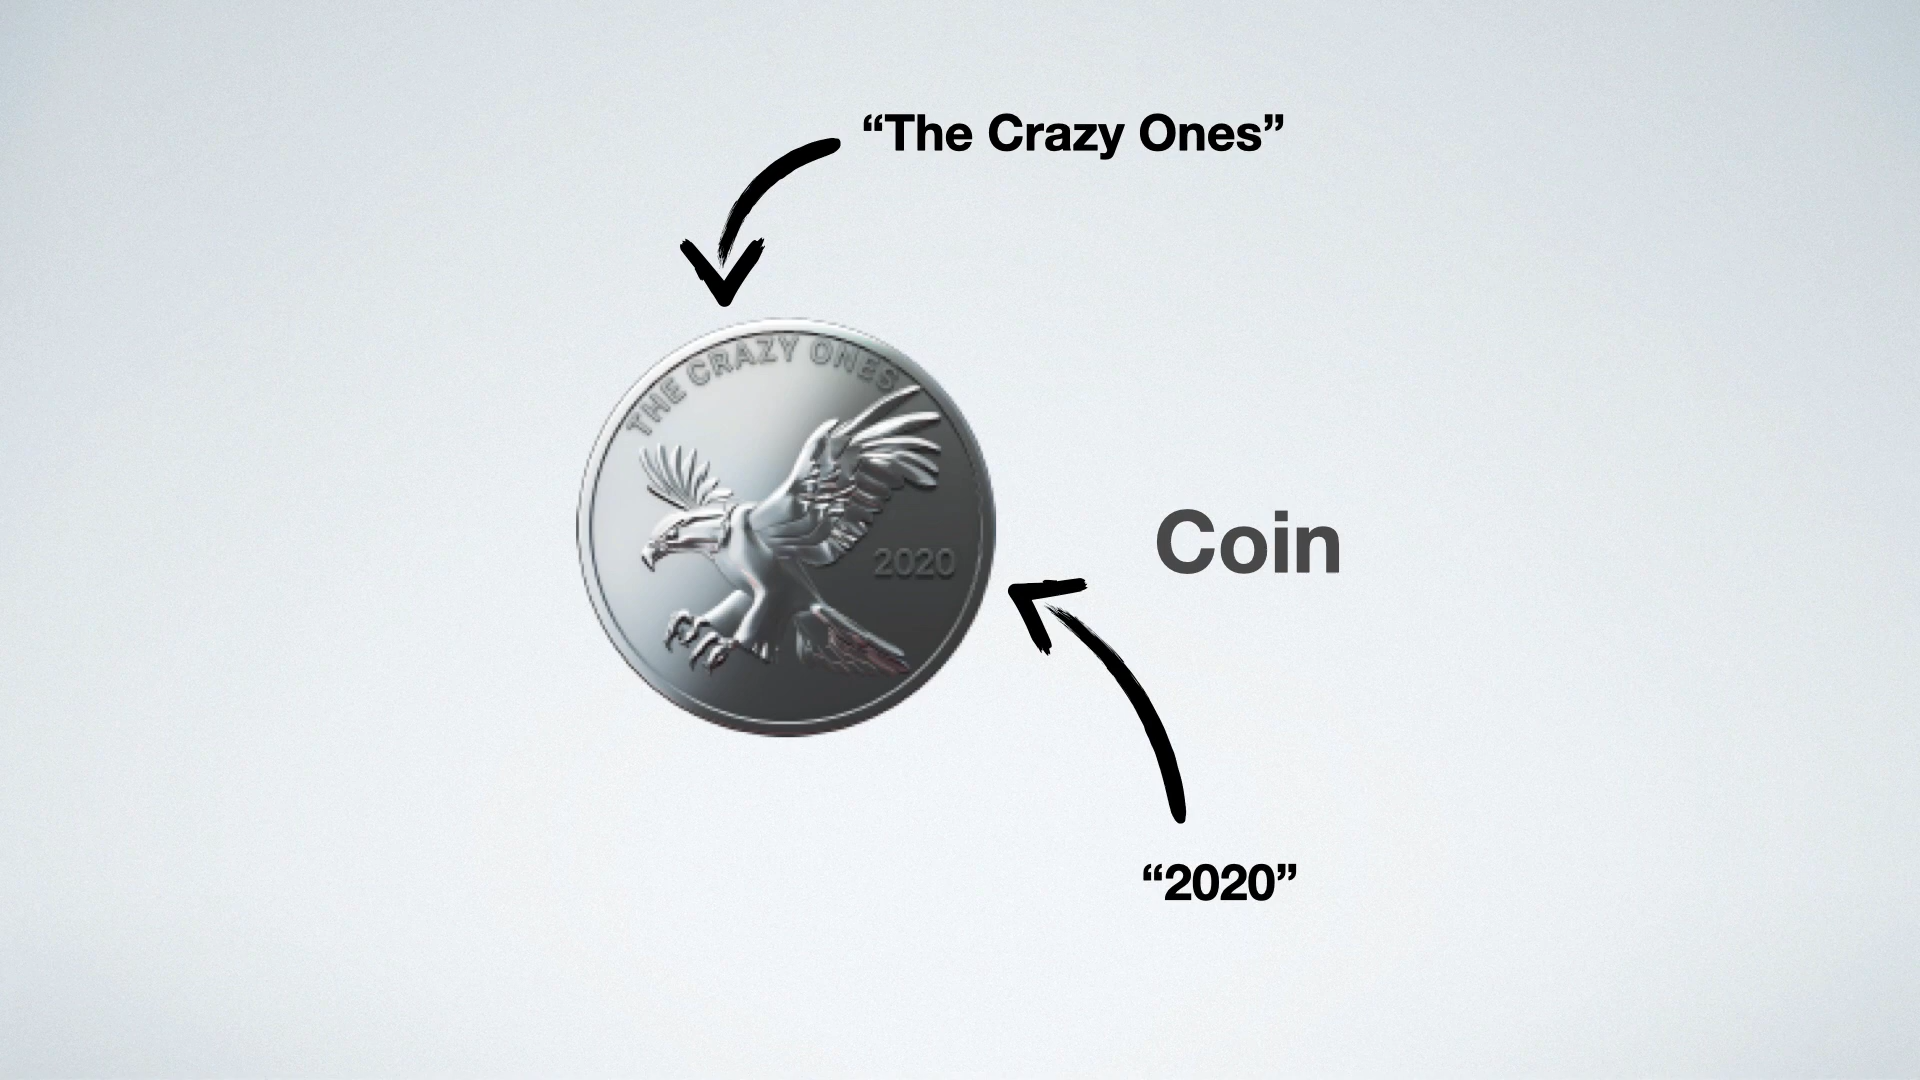 “The Crazy Ones”
THE CRAZY ONES
2020
Coin
“2020”